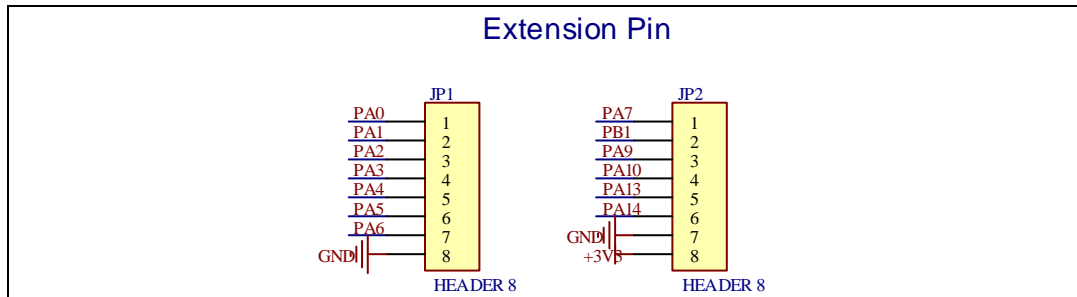 Extension Pin
JP1
PA0 1
PA1 2
PA2 3
PA3 4
PA4 5
PA5 6
PA6 7
GND 8
HEADER 8
JP2
PA7 1
PB1 2
PA9 3
PA10 4
PA13 5
PA14 6
GND 7
+3V3 8
HEADER 8